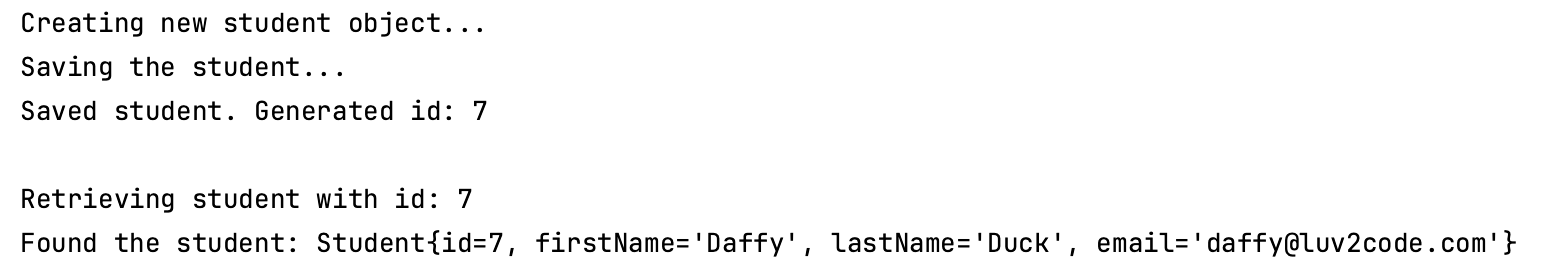 Creating new student object...
Saving the student...
Saved student. Generated id: 7
Retrieving student with id: 7
Found the student: Student{id=7, firstName='Daffy', lastName='Duck', email='daffy@luv2code.com'}